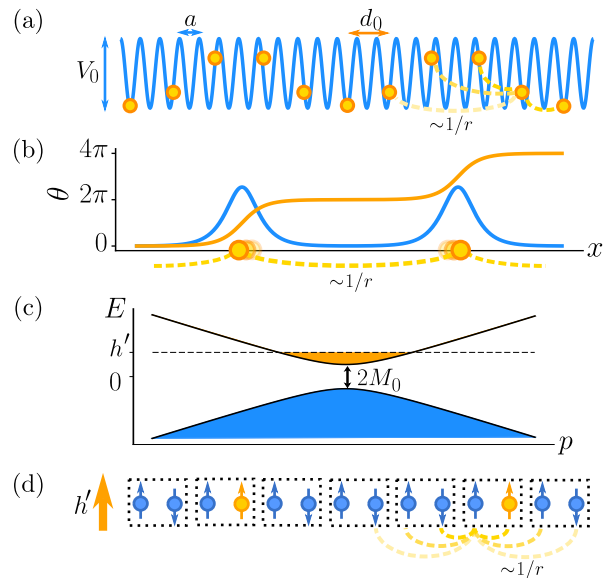 (a)
a
d₀
V₀
~1/r
(b)
4π
θ
2π
0
x
~1/r
(c)
E
h′
0
2M₀
p
(d)
h′
~1/r